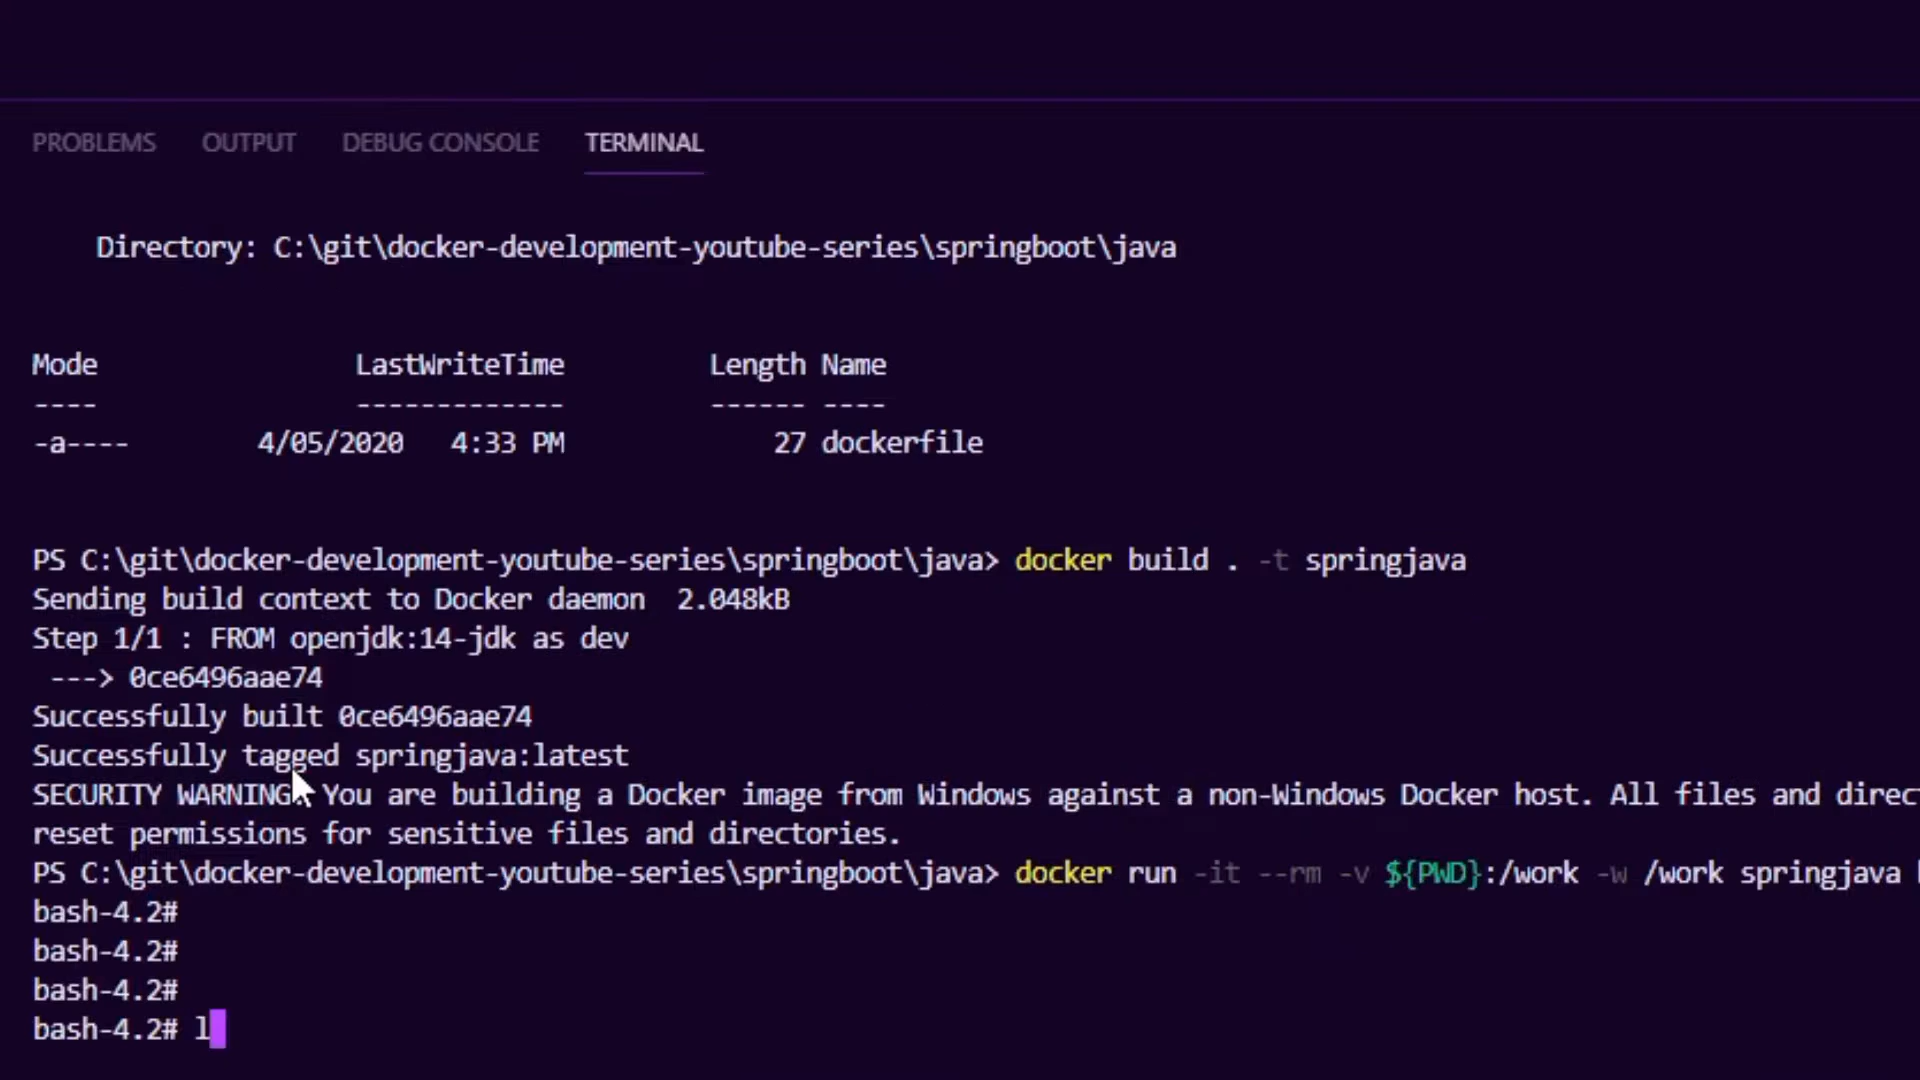 PROBLEMS OUTPUT DEBUG CONSOLE TERMINAL
Directory: C:\git\docker-development-youtube-series\springboot\java
Mode LastWriteTime Length Name
---- ------------- ------ ----
-a---- 4/05/2020 4:33 PM 27 dockerfile
PS C:\git\docker-development-youtube-series\springboot\java> docker build . -t springjava
Sending build context to Docker daemon 2.048kB
Step 1/1 : FROM openjdk:14-jdk as dev
---> 0ce6496aae74
Successfully built 0ce6496aae74
Successfully tagged springjava:latest
SECURITY WARNING: You are building a Docker image from Windows against a non-Windows Docker host. All files and direc
reset permissions for sensitive files and directories.
PS C:\git\docker-development-youtube-series\springboot\java> docker run -it --rm -v ${PWD}:/work -w /work springjava
bash-4.2#
bash-4.2#
bash-4.2#
bash-4.2# l